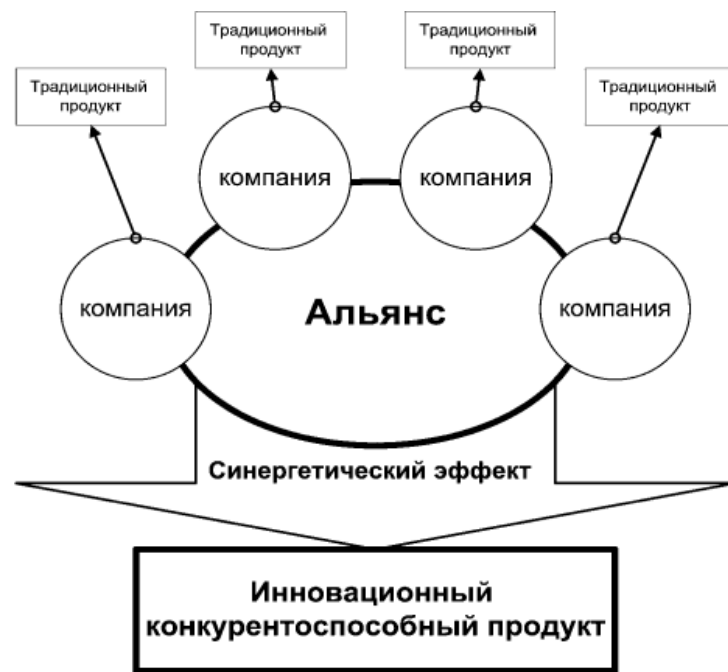 Традиционный
продукт
Традиционный
продукт
Традиционный
продукт
Традиционный
продукт
компания
компания
компания
компания
Альянс
Синергетический эффект
Инновационный
конкурентоспособный продукт